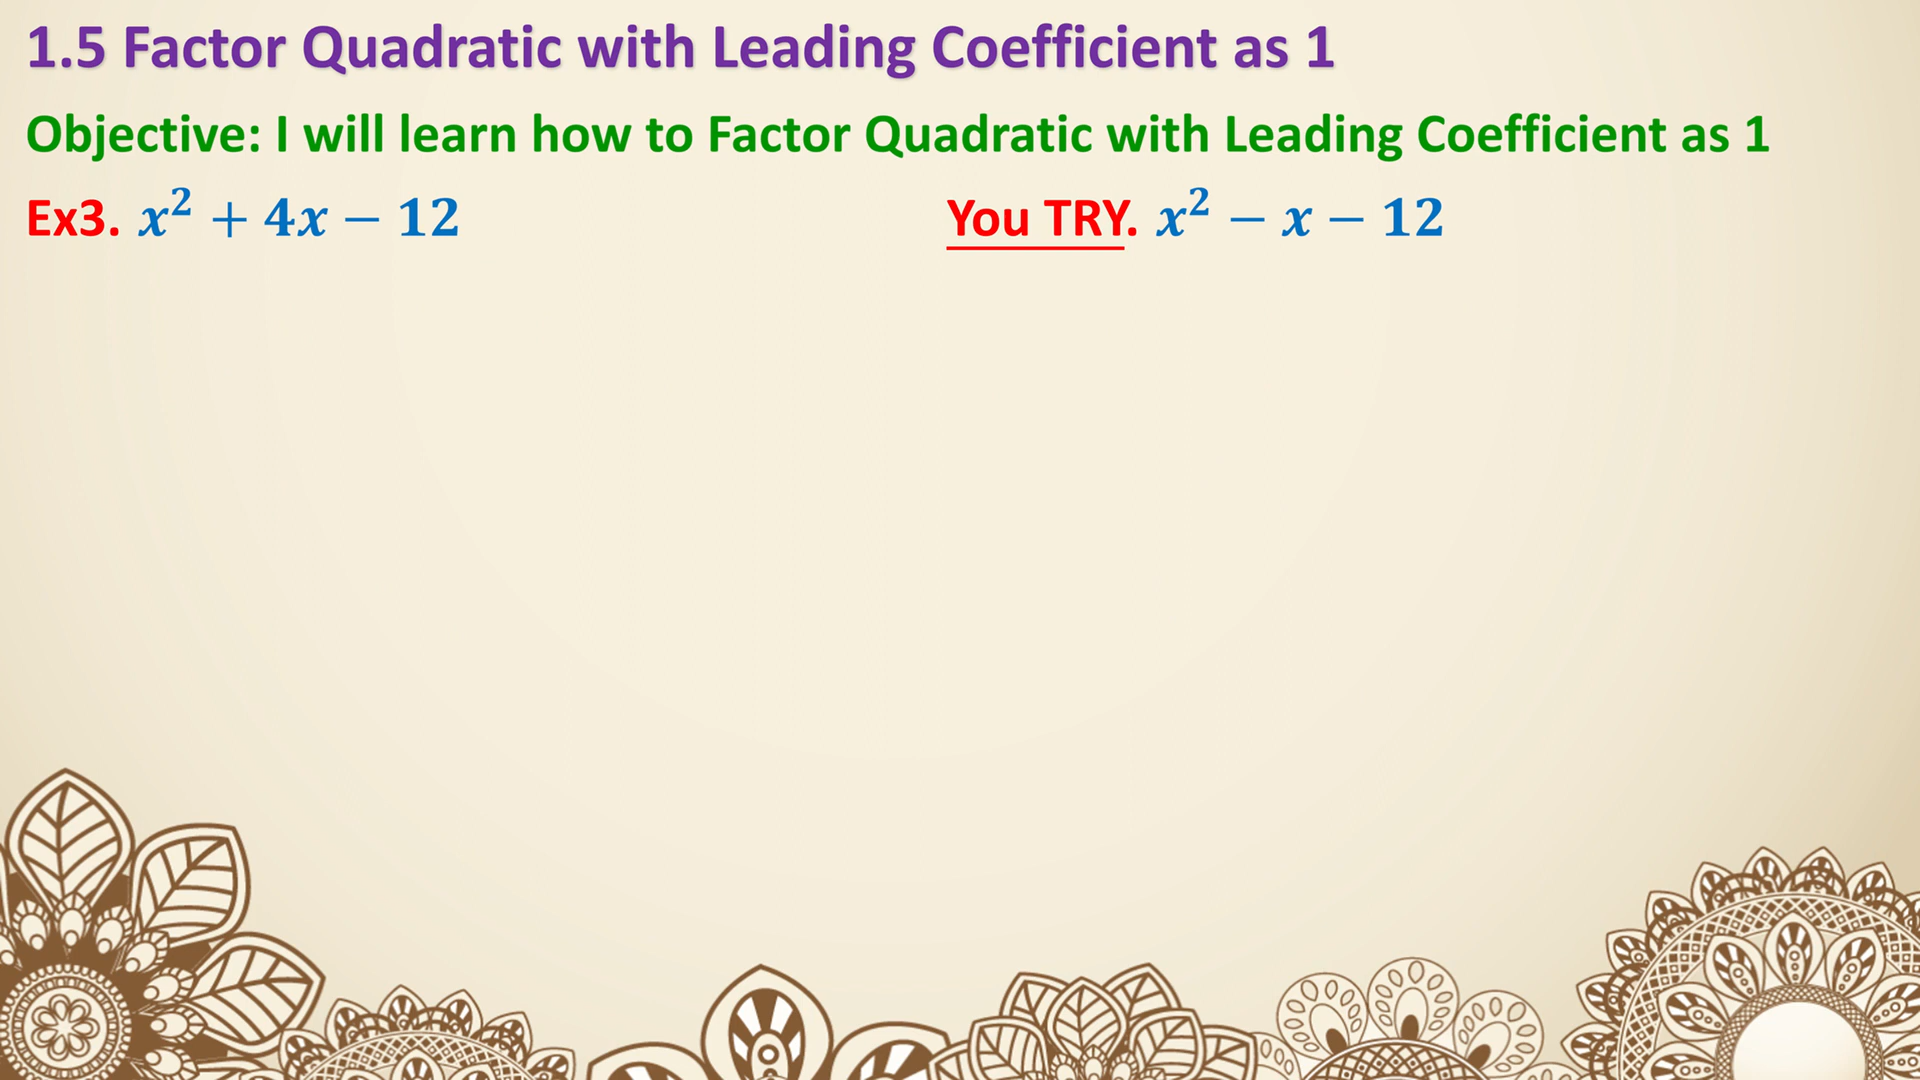 1.5 Factor Quadratic with Leading Coefficient as 1
Objective: I will learn how to Factor Quadratic with Leading Coefficient as 1
Ex3. x² + 4x − 12
You TRY. x² − x − 12